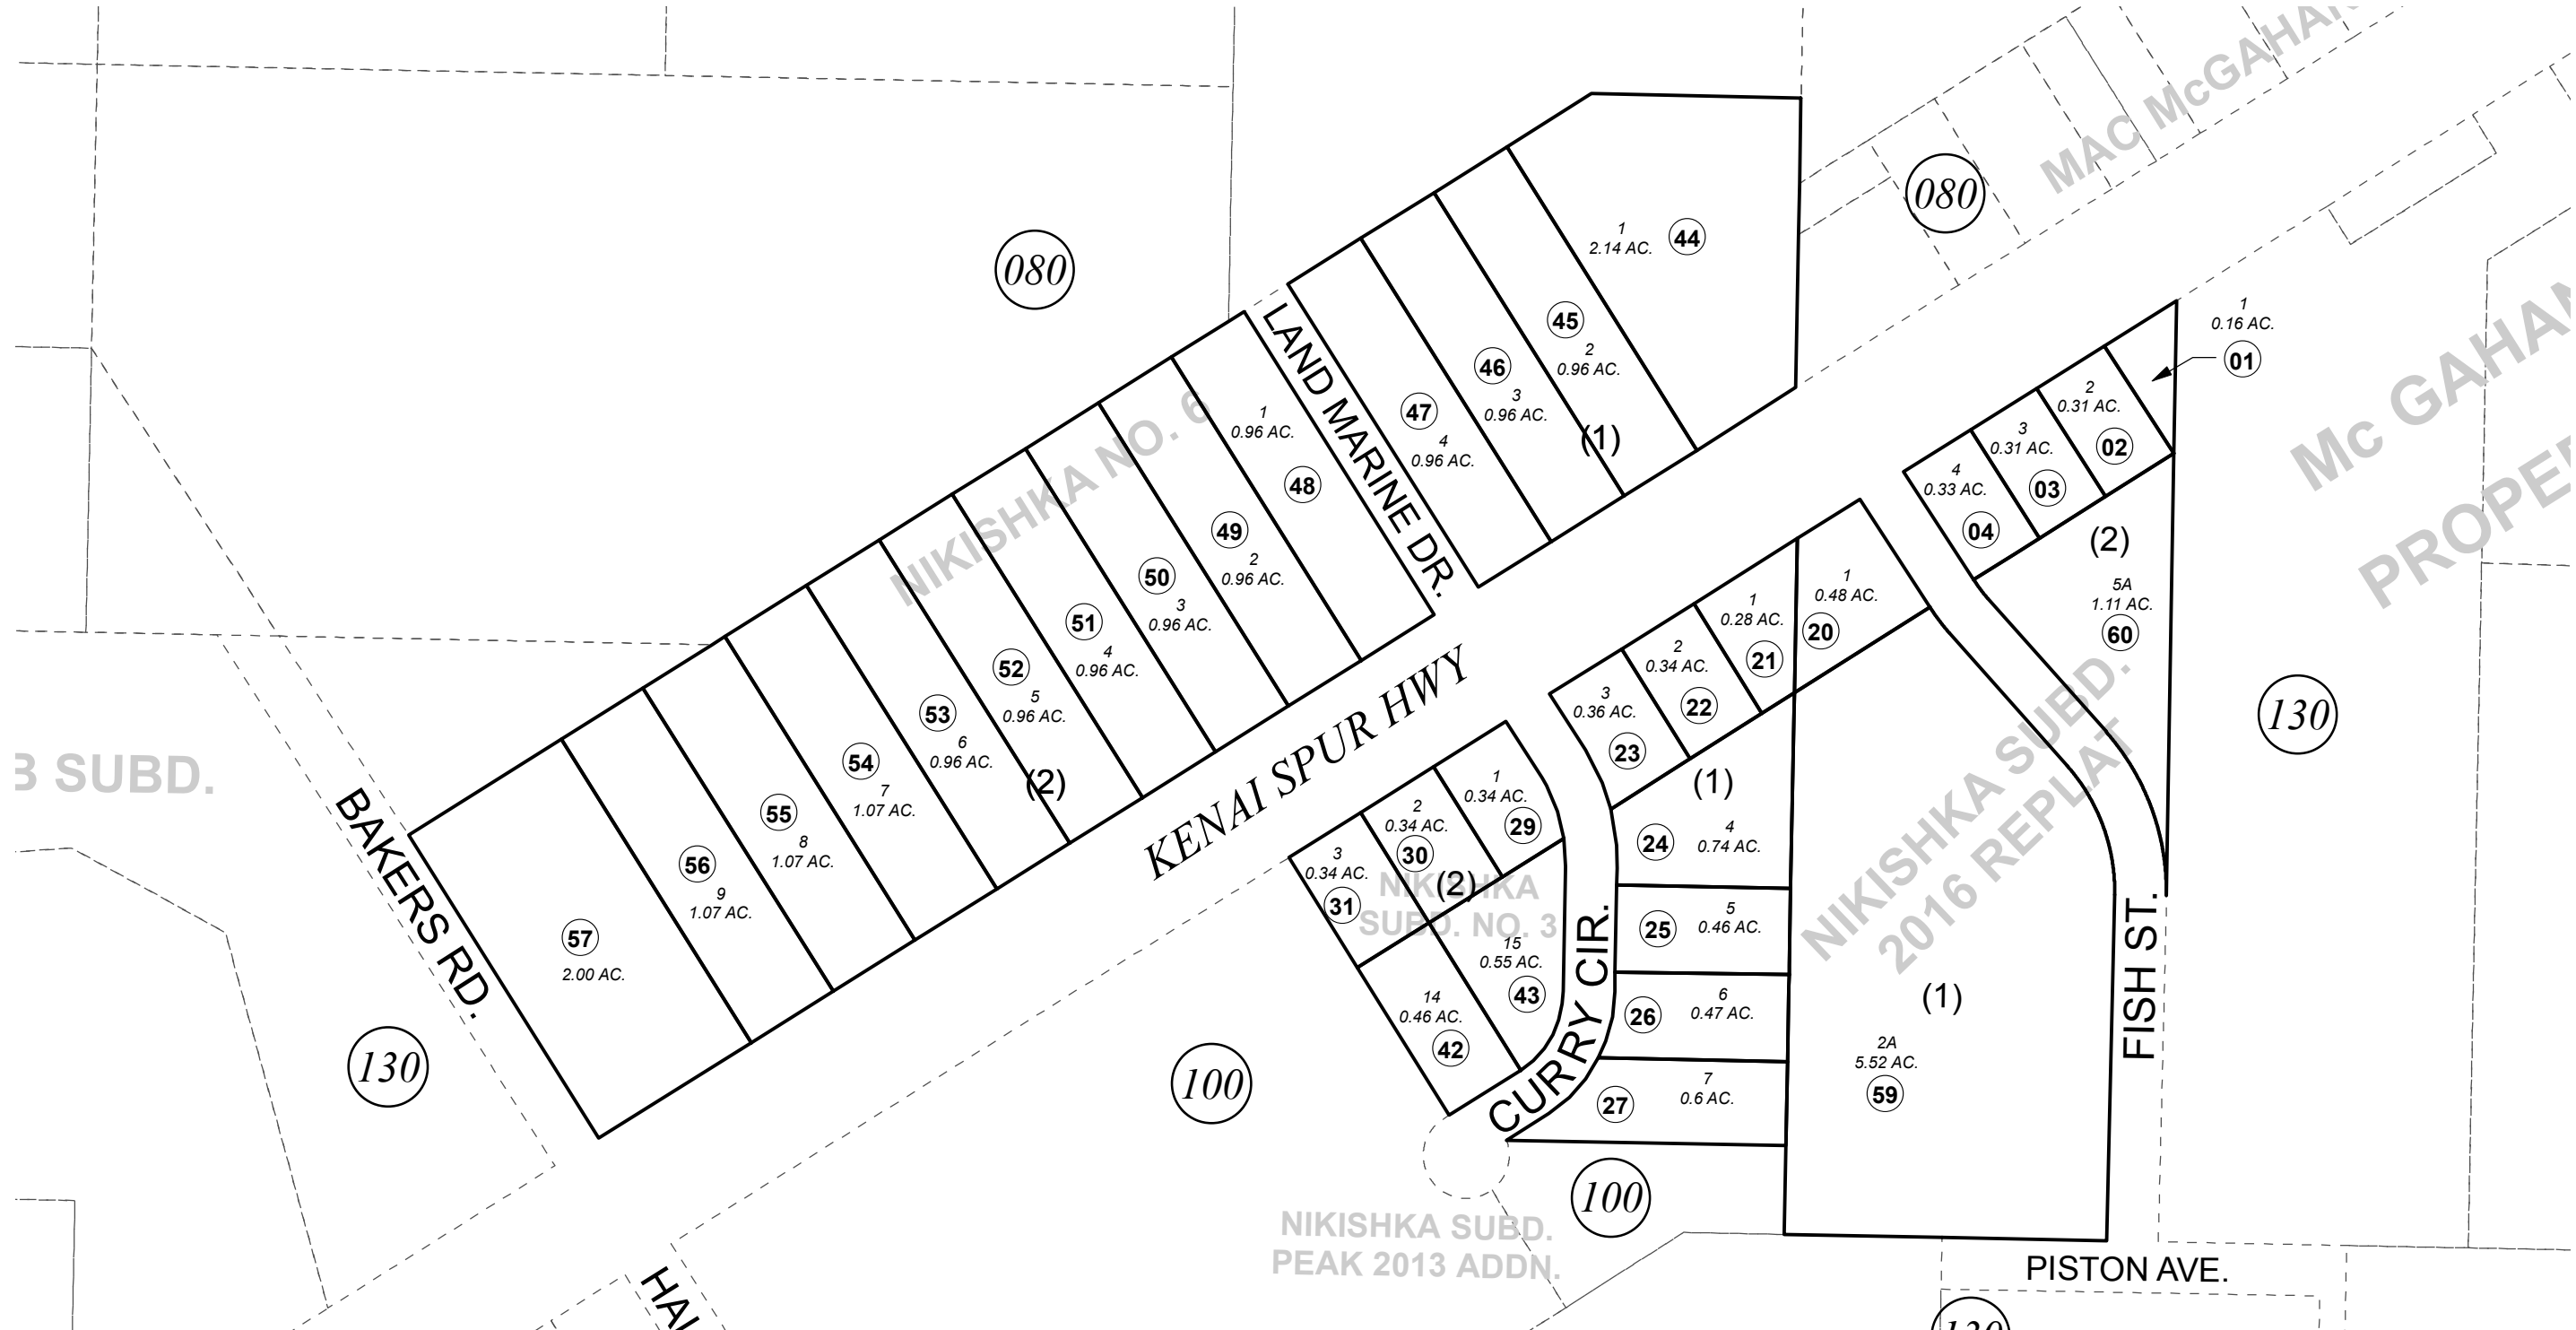 MAC McGAHAN
080
080
1
2.14 AC.
44
45
2
0.96 AC.
46
3
0.96 AC.
47
4
0.96 AC.
(1)
LAND MARINE DR.
1
0.16 AC.
01
2
0.31 AC.
02
3
0.31 AC.
03
4
0.33 AC.
04
(2)
5A
1.11 AC.
60
Mc GAHAN
NIKISHKA NO. 6
1
0.96 AC.
48
49
2
0.96 AC.
50
3
0.96 AC.
51
4
0.96 AC.
52
5
0.96 AC.
53
6
0.96 AC.
(2)
54
7
1.07 AC.
55
8
1.07 AC.
56
9
1.07 AC.
57
2.00 AC.
B SUBD.
BAKERS RD.
130
KENAI SPUR HWY
1
0.48 AC.
20
1
0.28 AC.
21
2
0.34 AC.
22
3
0.36 AC.
23
(1)
24
4
0.74 AC.
25
5
0.46 AC.
26
6
0.47 AC.
27
7
0.6 AC.
1
0.34 AC.
29
2
0.34 AC.
30
3
0.34 AC.
31
(2)
NIKISHKA
SUBD. NO. 3
15
0.55 AC.
43
14
0.46 AC.
42
CURRY CIR.
100
100
NIKISHKA SUBD.
2016 REPLAT
(1)
2A
5.52 AC.
59
FISH ST.
130
NIKISHKA SUBD.
PEAK 2013 ADDN.
PISTON AVE.
130